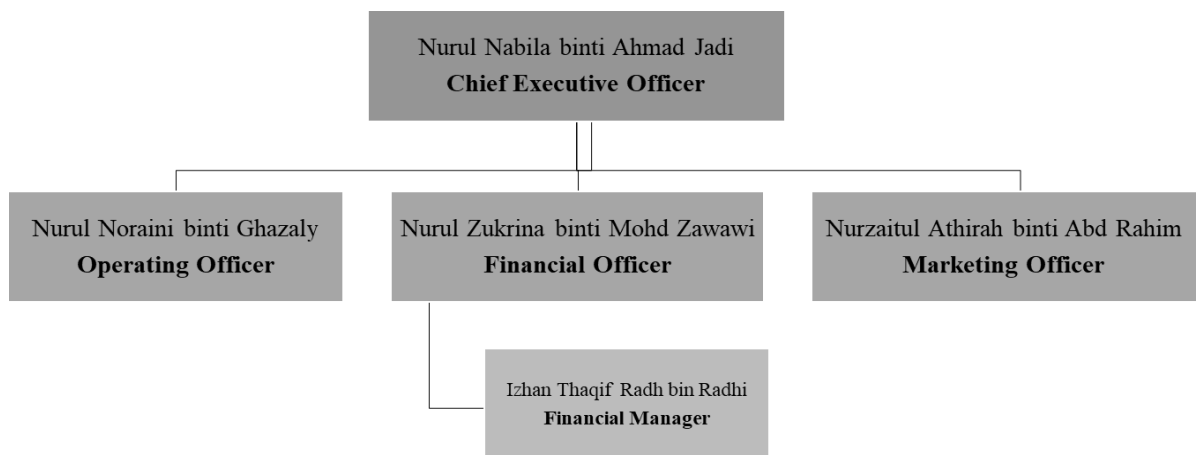 Nurul Nabila binti Ahmad Jadi
Chief Executive Officer
Nurul Noraini binti Ghazaly
Operating Officer
Nurul Zukrina binti Mohd Zawawi
Financial Officer
Nurzaitul Athirah binti Abd Rahim
Marketing Officer
Izhan Thaqif Radh bin Radhi
Financial Manager